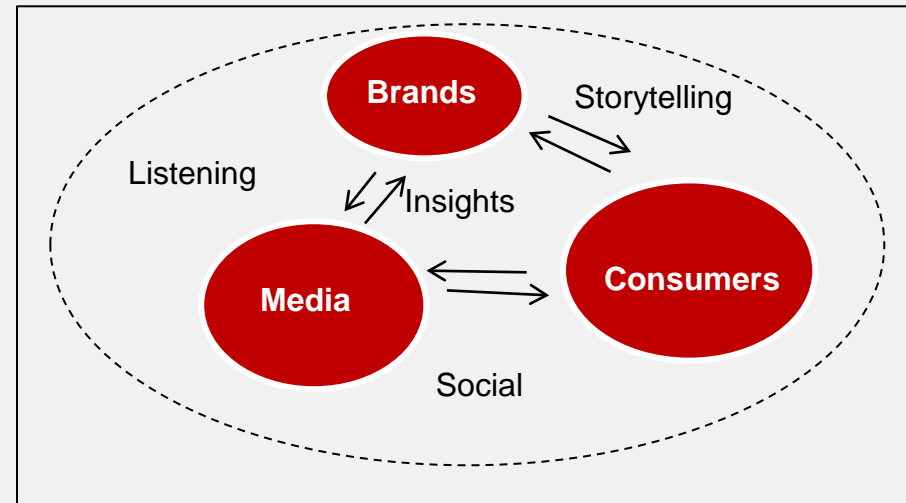 Brands
Storytelling
Listening
Insights
Consumers
Media
Social